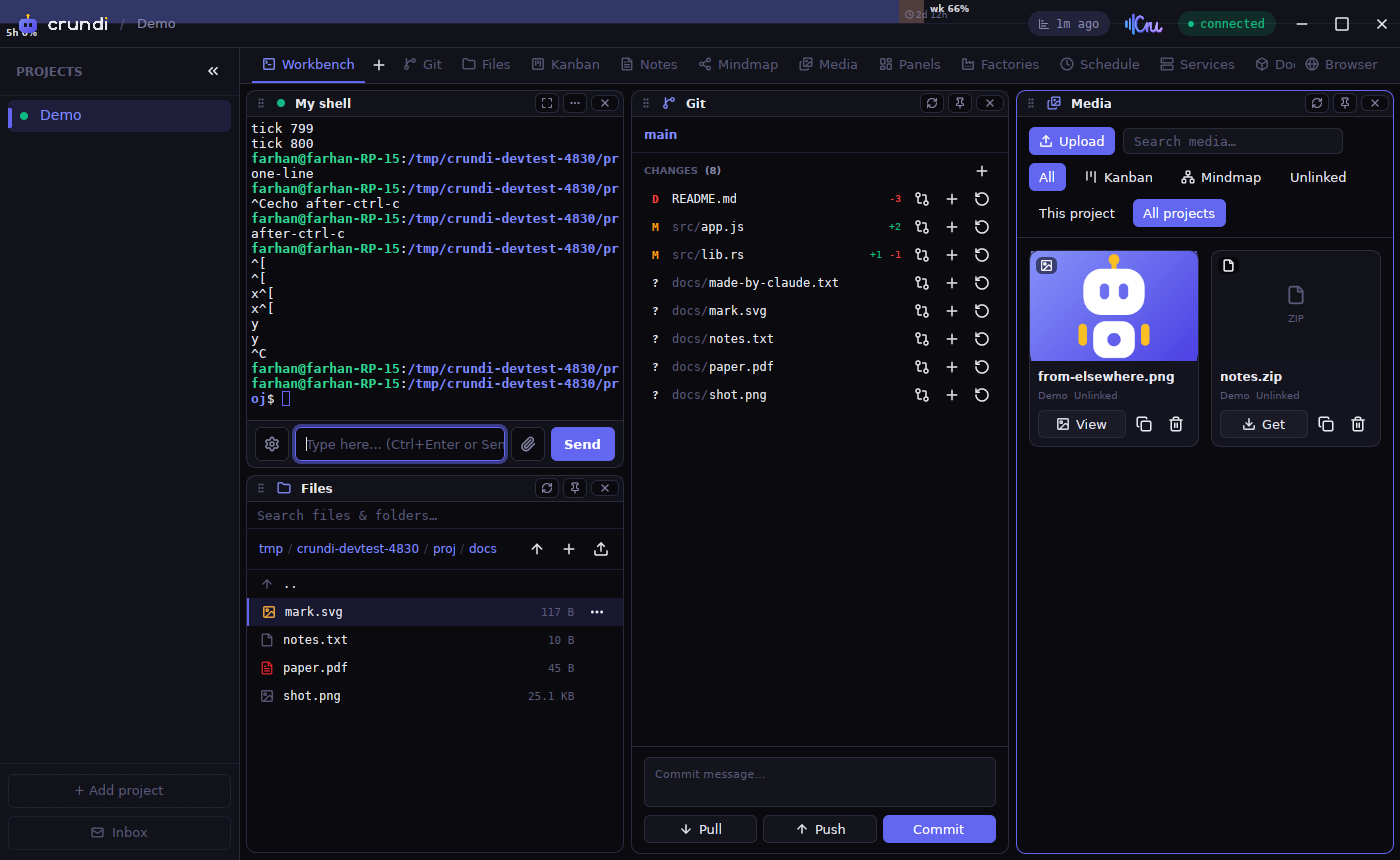 crundi / Demo
wk 66%
2d 12h
1m ago
Cru
connected
PROJECTS
Demo
+ Add project
Inbox
Workbench
Git
Files
Kanban
Notes
Mindmap
Media
Panels
Factories
Schedule
Services
Doc
Browser
My shell
tick 799
tick 800
farhan@farhan-RP-15:/tmp/crundi-devtest-4830/pr
one-line
farhan@farhan-RP-15:/tmp/crundi-devtest-4830/pr
^Cecho after-ctrl-c
farhan@farhan-RP-15:/tmp/crundi-devtest-4830/pr
after-ctrl-c
farhan@farhan-RP-15:/tmp/crundi-devtest-4830/pr
^[
^[
x^[
x^[
y
y
^C
farhan@farhan-RP-15:/tmp/crundi-devtest-4830/pr
farhan@farhan-RP-15:/tmp/crundi-devtest-4830/pr
oj$
Type here... (Ctrl+Enter or Sen
Send
Files
Search files & folders…
tmp / crundi-devtest-4830 / proj / docs
..
mark.svg 117 B
notes.txt 10 B
paper.pdf 45 B
shot.png 25.1 KB
Git
main
CHANGES (8)
D README.md -3
M src/app.js +2
M src/lib.rs +1 -1
? docs/made-by-claude.txt
? docs/mark.svg
? docs/notes.txt
? docs/paper.pdf
? docs/shot.png
Commit message...
Pull
Push
Commit
Media
Upload
Search media…
All
Kanban
Mindmap
Unlinked
This project
All projects
from-elsewhere.png
Demo Unlinked
View
ZIP
notes.zip
Demo Unlinked
Get